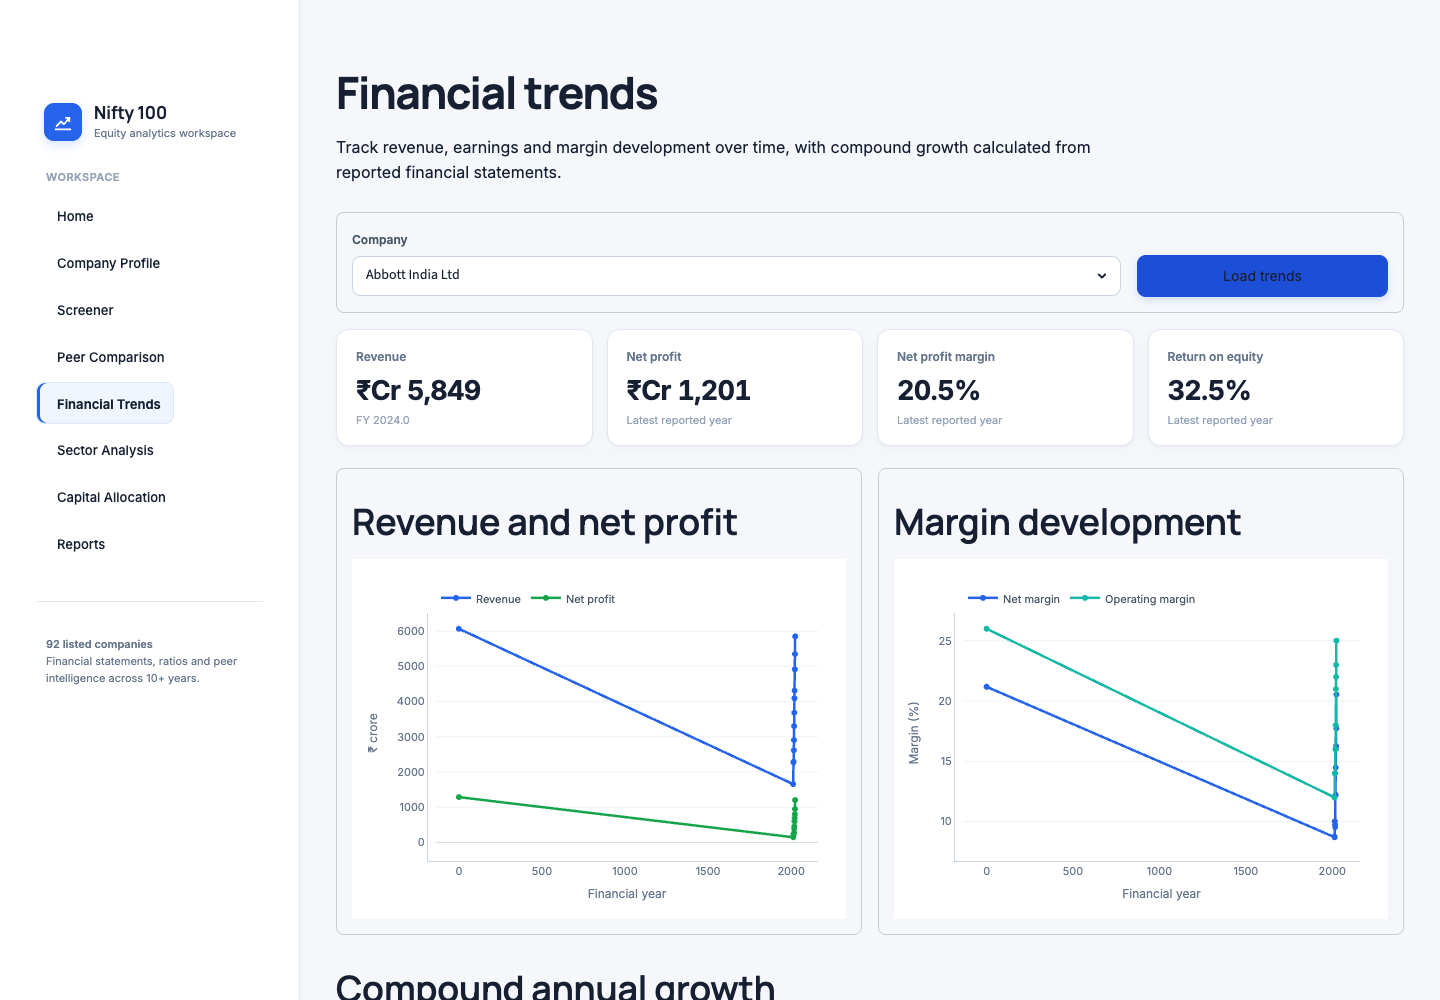 Nifty 100
Equity analytics workspace
WORKSPACE
Home
Company Profile
Screener
Peer Comparison
Financial Trends
Sector Analysis
Capital Allocation
Reports
92 listed companies
Financial statements, ratios and peer
intelligence across 10+ years.
Financial trends
Track revenue, earnings and margin development over time, with compound growth calculated from
reported financial statements.
Company
Abbott India Ltd
Load trends
Revenue
₹Cr 5,849
FY 2024.0
Net profit
₹Cr 1,201
Latest reported year
Net profit margin
20.5%
Latest reported year
Return on equity
32.5%
Latest reported year
Revenue and net profit
Revenue
Net profit
6000
5000
4000
3000
2000
1000
0
₹ crore
0
500
1000
1500
2000
Financial year
Margin development
Net margin
Operating margin
25
20
15
10
Margin (%)
0
500
1000
1500
2000
Financial year
Compound annual growth